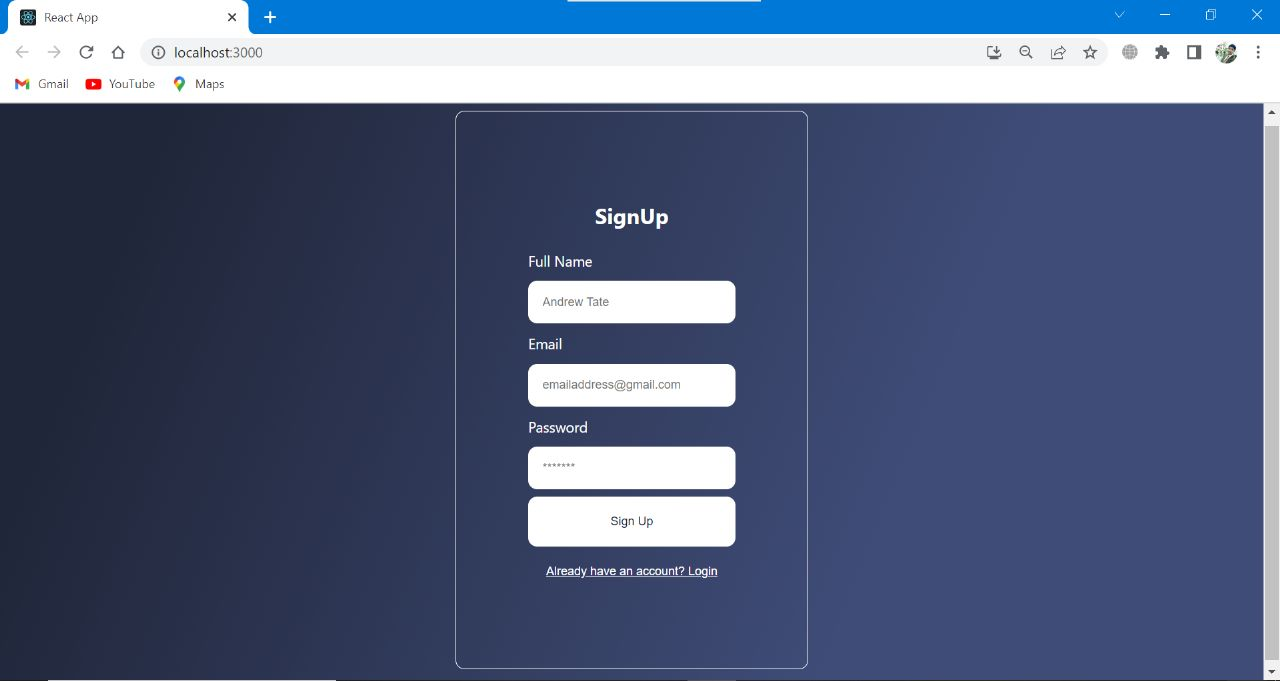 React App
localhost:3000
Gmail YouTube Maps
SignUp
Full Name
Andrew Tate
Email
emailaddress@gmail.com
Password
*******
Sign Up
Already have an account? Login